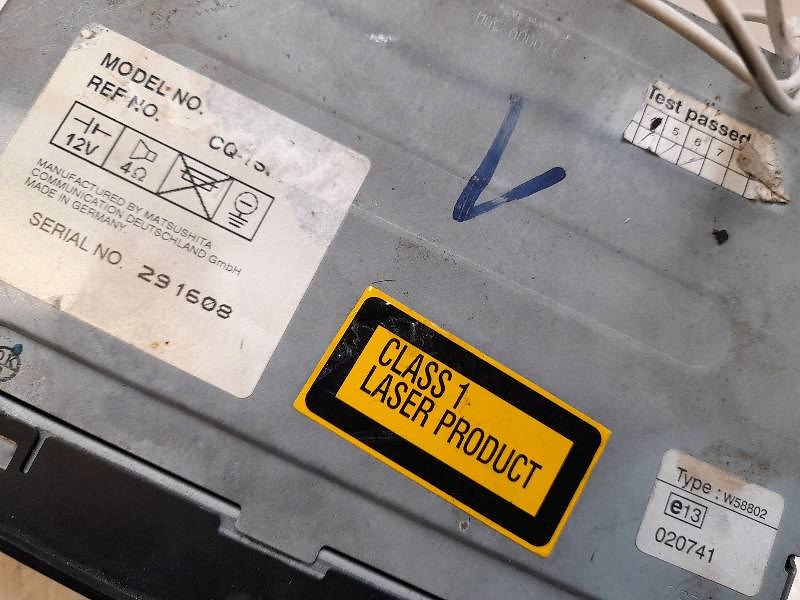 MODEL NO.
REF NO.
12V
4Ω
MANUFACTURED BY MATSUSHITA
COMMUNICATION DEUTSCHLAND GmbH
MADE IN GERMANY.
SERIAL NO. 291608
Test passed
5 6 7
CLASS 1
LASER PRODUCT
Type : W58802
e13
020741